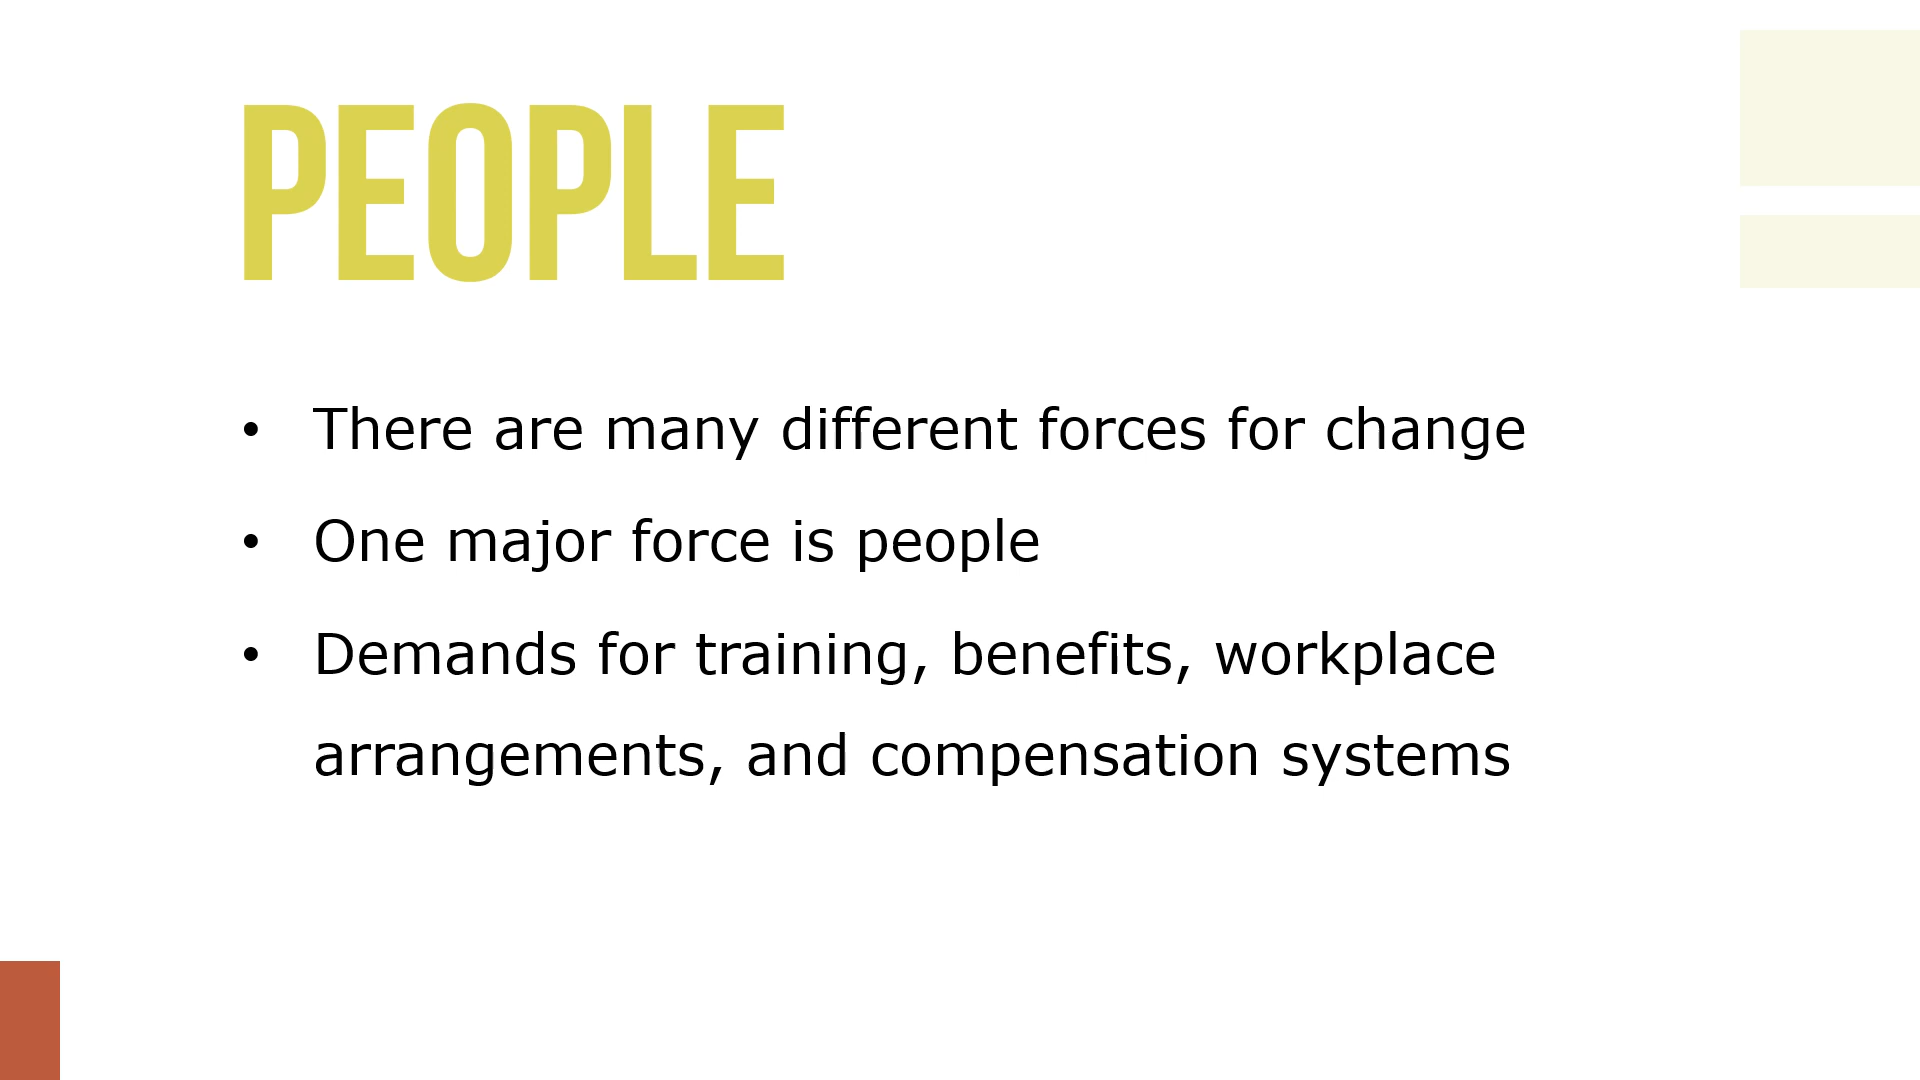 PEOPLE
• There are many different forces for change
• One major force is people
• Demands for training, benefits, workplace
arrangements, and compensation systems